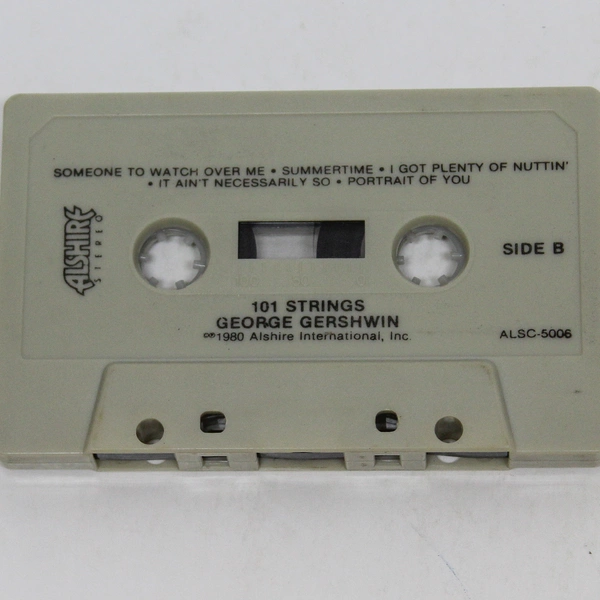 SOMEONE TO WATCH OVER ME • SUMMERTIME • I GOT PLENTY OF NUTTIN'
• IT AIN'T NECESSARILY SO • PORTRAIT OF YOU
ALSHIRE
STEREO
SIDE B
101 STRINGS
GEORGE GERSHWIN
©℗1980 Alshire International, Inc.
ALSC-5006